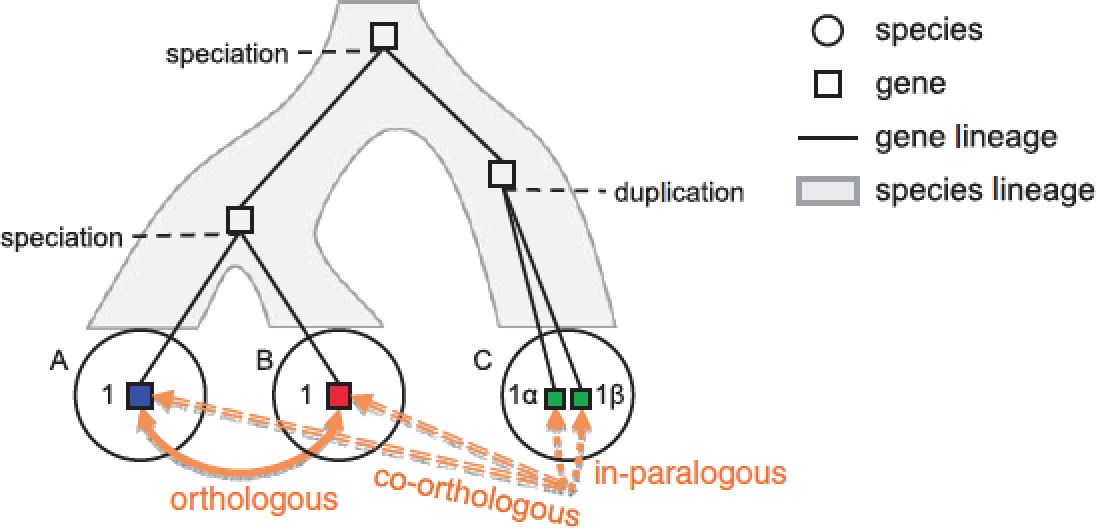 speciation
duplication
speciation
A
B
C
1
1
1α
1β
orthologous
co-orthologous
in-paralogous
species
gene
gene lineage
species lineage